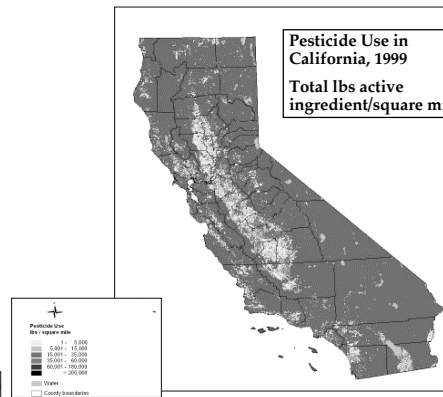 Pesticide Use in
California, 1999
Total lbs active
ingredient/square mi
Pesticide Use
lbs / square mile
1 - 5,000
5,001 - 15,000
15,001 - 35,000
35,001 - 60,000
60,001 - 180,000
> 200,000
Water
County boundaries